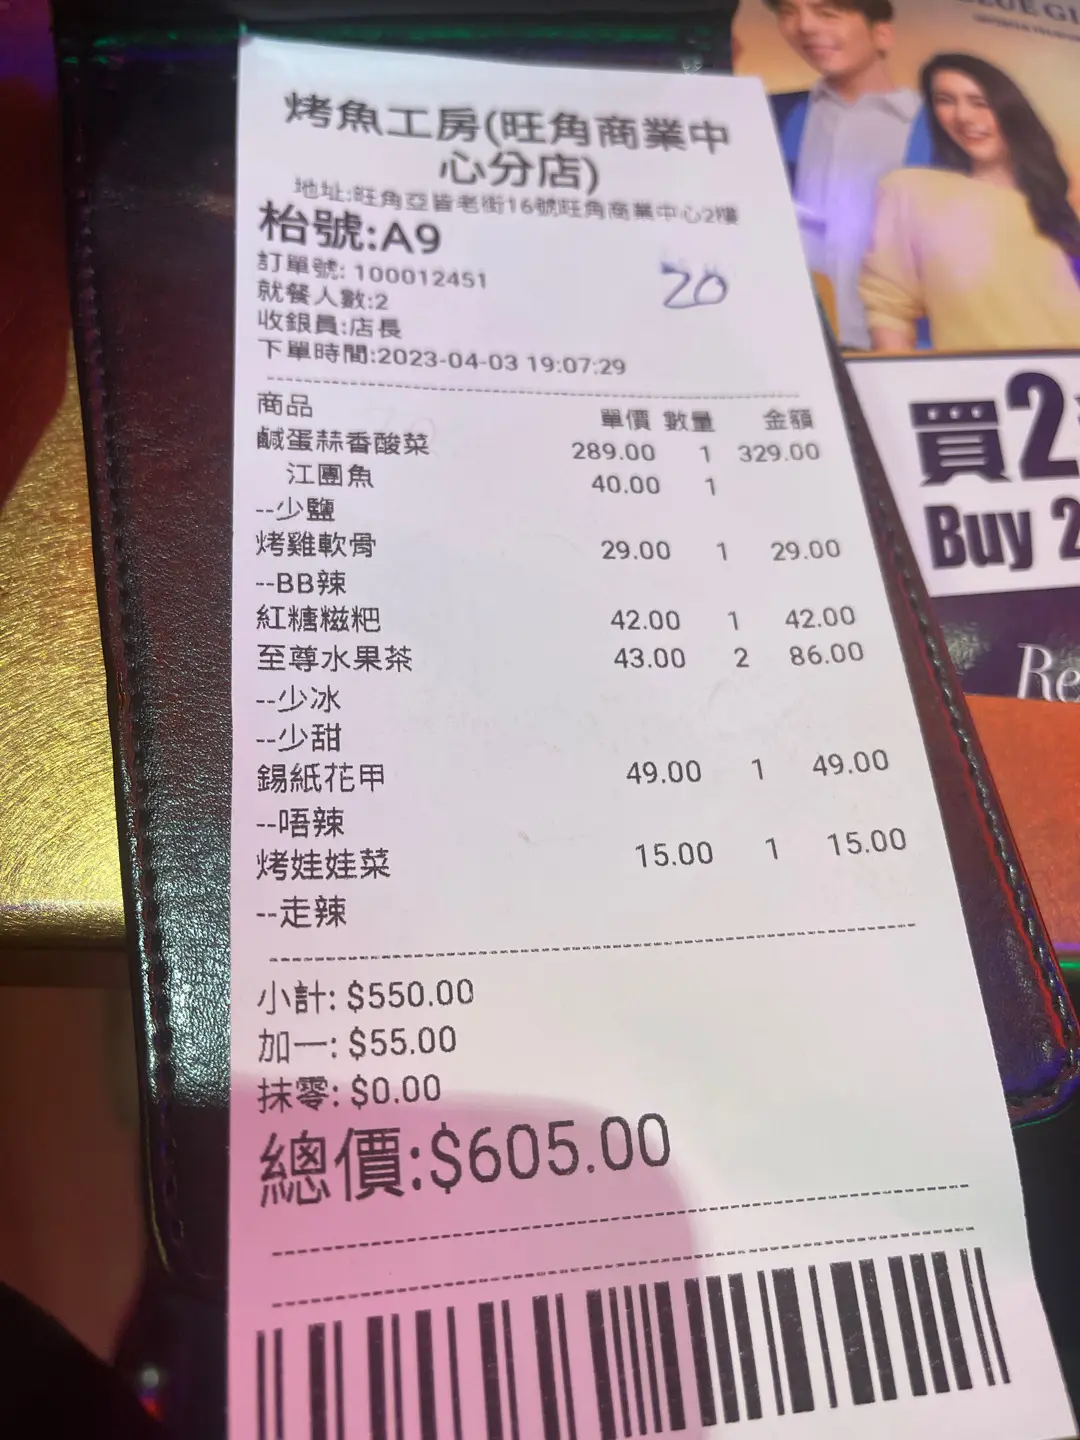 烤魚工房(旺角商業中
心分店)
地址:旺角亞皆老街16號旺角商業中心2樓
枱號:A9
20
訂單號: 100012451
就餐人數:2
收銀員:店長
下單時間:2023-04-03 19:07:29
商品 單價 數量 金額
鹹蛋蒜香酸菜 289.00 1 329.00
江團魚 40.00 1
--少鹽
烤雞軟骨 29.00 1 29.00
--BB辣
紅糖糍粑 42.00 1 42.00
至尊水果茶 43.00 2 86.00
--少冰
--少甜
錫紙花甲 49.00 1 49.00
--唔辣
烤娃娃菜 15.00 1 15.00
--走辣
小計: $550.00
加一: $55.00
抹零: $0.00
總價:$605.00
買2
Buy 2